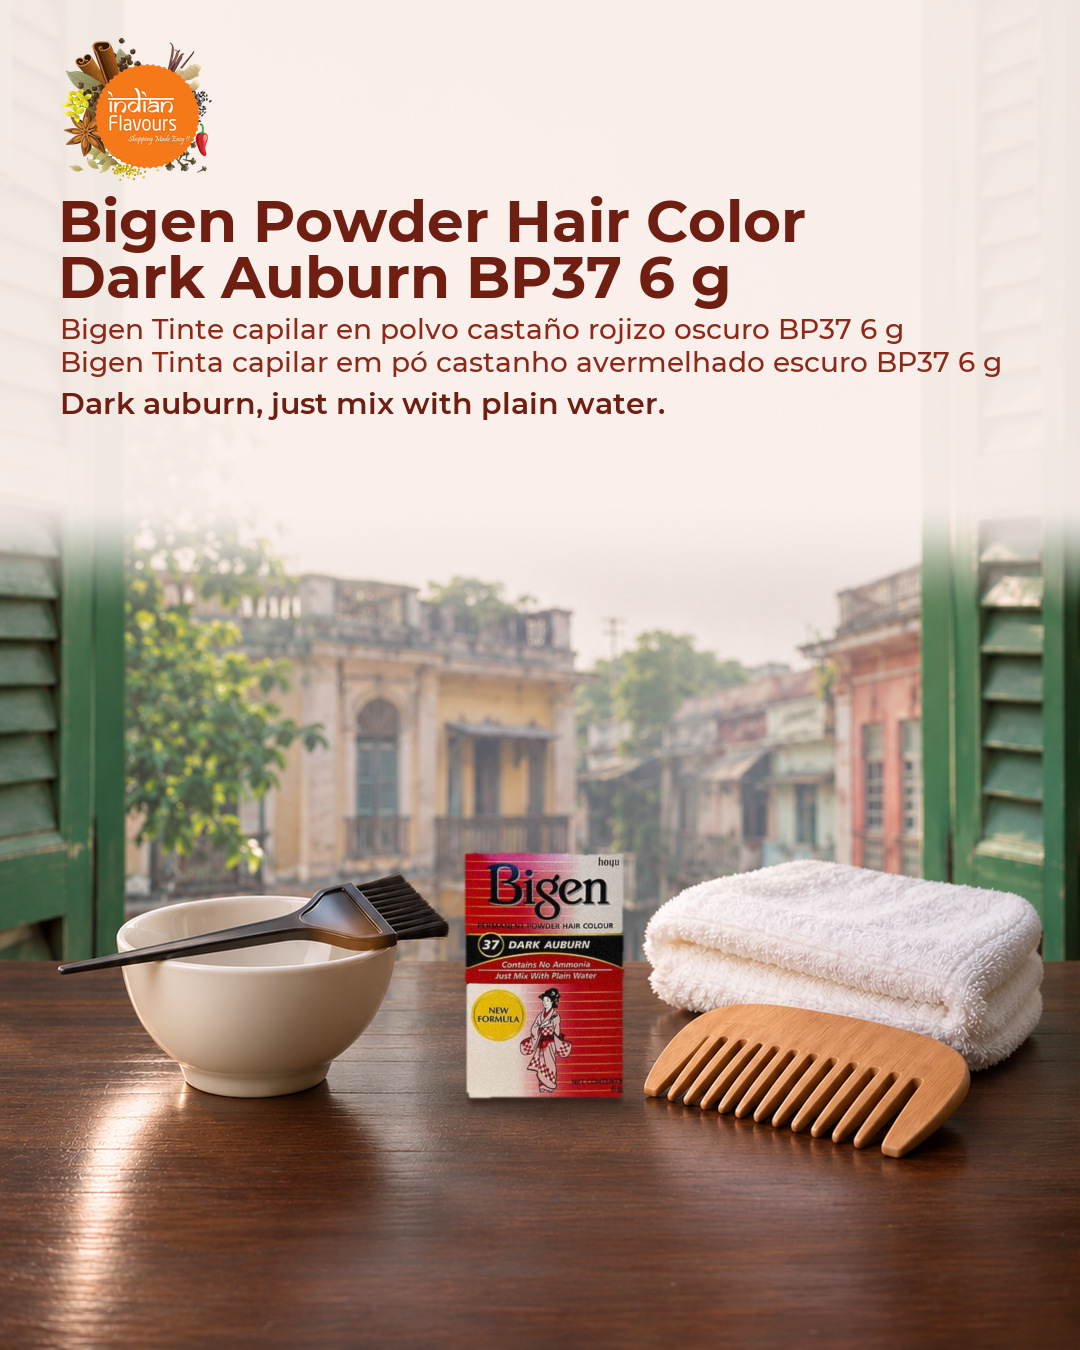 indian
Flavours
Shopping Made Easy !!
Bigen Powder Hair Color
Dark Auburn BP37 6 g
Bigen Tinte capilar en polvo castaño rojizo oscuro BP37 6 g
Bigen Tinta capilar em pó castanho avermelhado escuro BP37 6 g
Dark auburn, just mix with plain water.
hoyu
Bigen
PERMANENT POWDER HAIR COLOUR
37 DARK AUBURN
Contains No Ammonia
Just Mix With Plain Water
NEW
FORMULA
NET CONTENTS
6 g